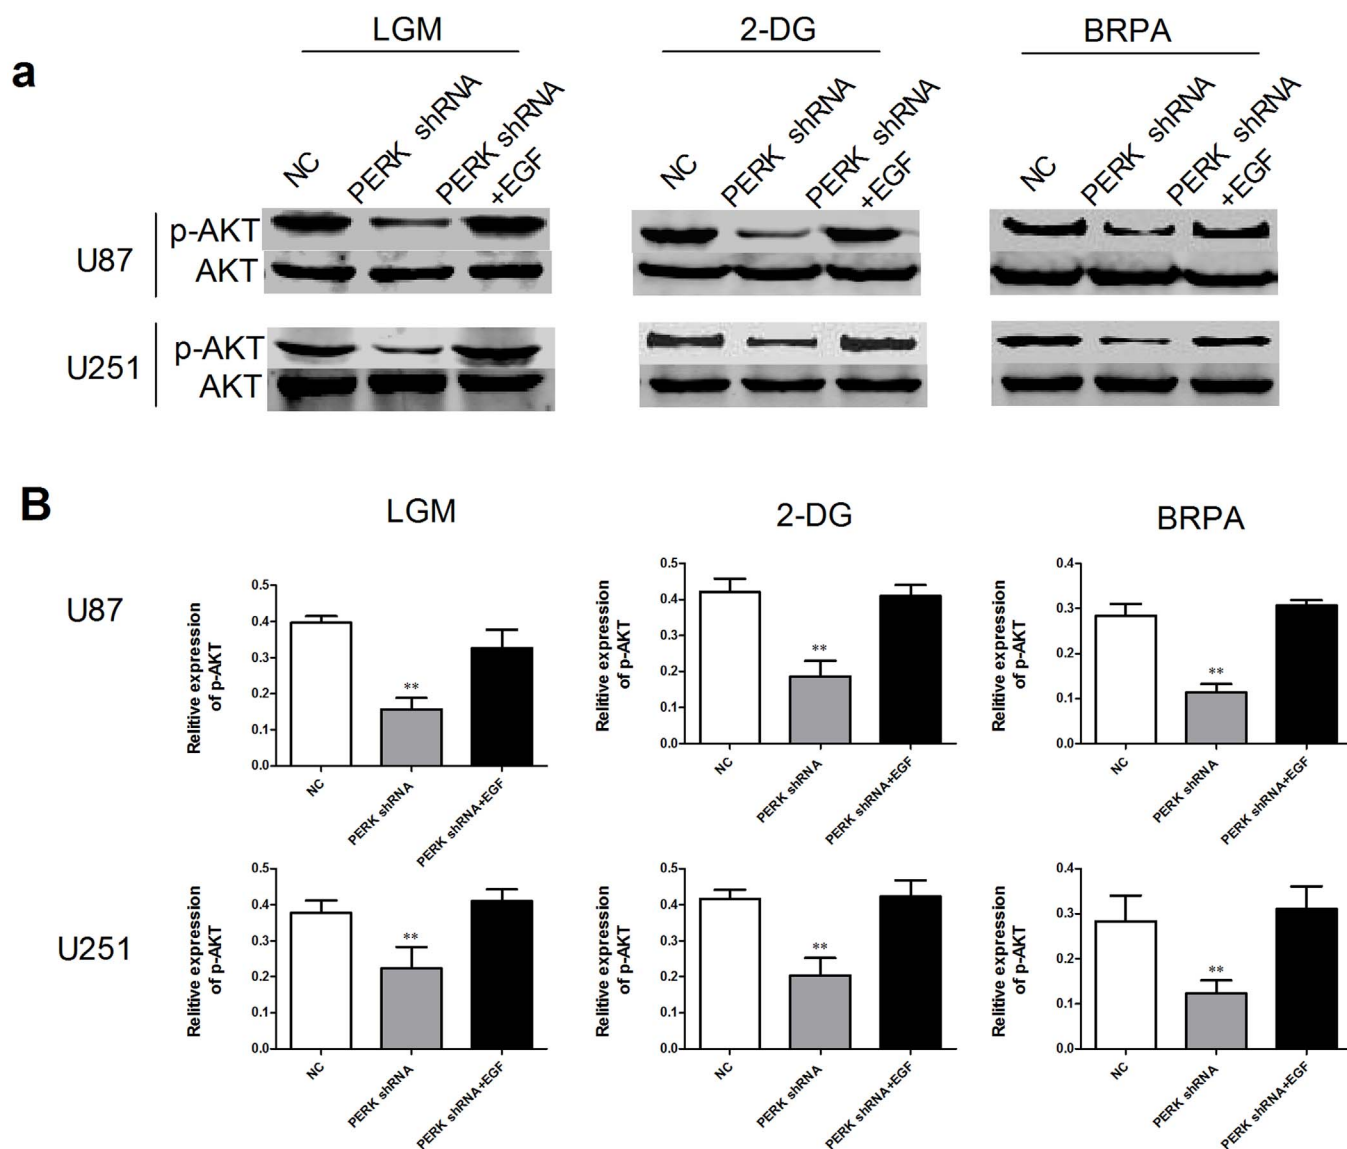 LGM 2-DG BRPA
a
NC PERK shRNA PERK shRNA +EGF NC PERK shRNA PERK shRNA +EGF NC PERK shRNA PERK shRNA +EGF
U87
p-AKT
AKT
U251
p-AKT
AKT
B
LGM 2-DG BRPA
U87
Relitive expression
of p-AKT
0.5
0.4
0.3
0.2
0.1
0.0
**
NC PERK shRNA PERK shRNA+EGF
Relitive expression
of p-AKT
0.5
0.4
0.3
0.2
0.1
0.0
**
NC PERK shRNA PERK shRNA+EGF
Relitive expression
of p-AKT
0.4
0.3
0.2
0.1
0.0
**
NC PERK shRNA PERK shRNA+EGF
U251
Relitive expression
of p-AKT
0.5
0.4
0.3
0.2
0.1
0.0
**
NC PERK shRNA PERK shRNA+EGF
Relitive expression
of p-AKT
0.5
0.4
0.3
0.2
0.1
0.0
**
NC PERK shRNA PERK shRNA+EGF
Relitive expression
of p-AKT
0.4
0.3
0.2
0.1
0.0
**
NC PERK shRNA PERK shRNA+EGF